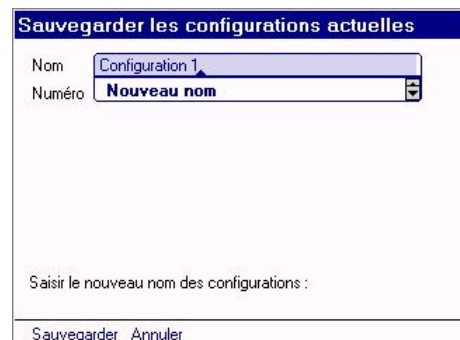 Sauvegarder les configurations actuelles
Nom Configuration 1
Numéro Nouveau nom
Saisir le nouveau nom des configurations :
Sauvegarder Annuler